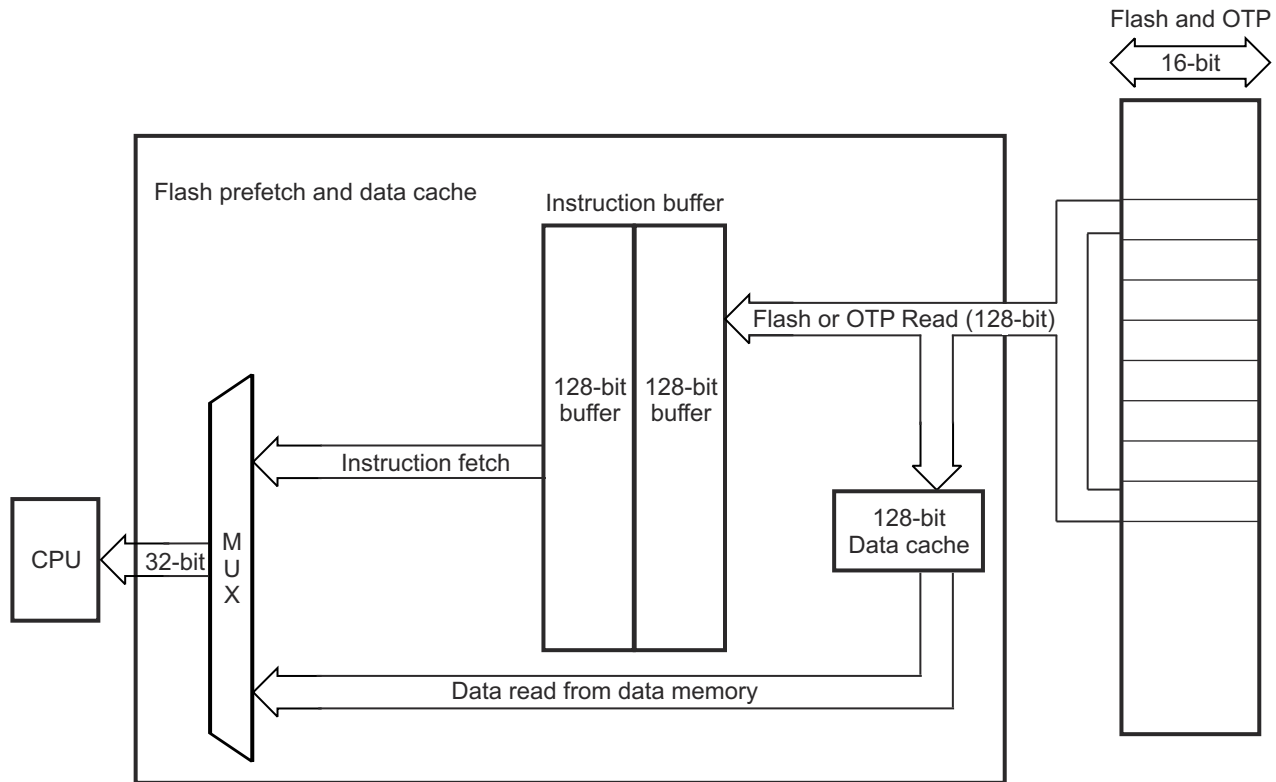 Flash and OTP
16-bit
Flash prefetch and data cache
Instruction buffer
Flash or OTP Read (128-bit)
128-bit
buffer
128-bit
buffer
Instruction fetch
128-bit
Data cache
CPU
32-bit
M
U
X
Data read from data memory